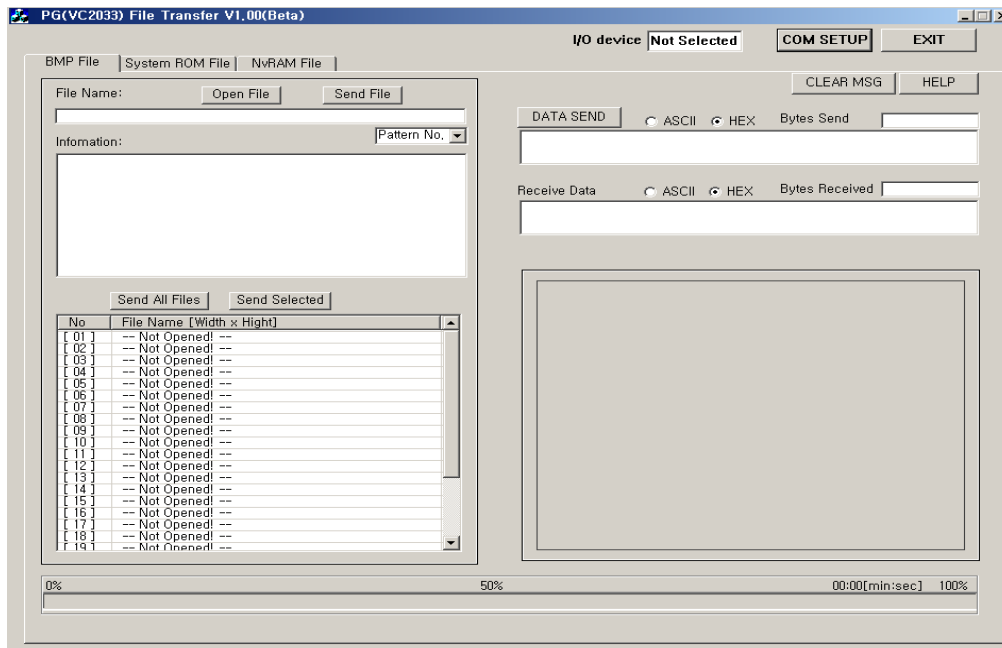 PG(VC2033) File Transfer V1.00(Beta)
I/O device Not Selected COM SETUP EXIT
BMP File System ROM File NvRAM File
CLEAR MSG HELP
File Name: Open File Send File
DATA SEND ASCII HEX Bytes Send
Infomation: Pattern No.
Receive Data ASCII HEX Bytes Received
Send All Files Send Selected
No File Name [Width x Hight]
[ 01 ] -- Not Opened! --
[ 02 ] -- Not Opened! --
[ 03 ] -- Not Opened! --
[ 04 ] -- Not Opened! --
[ 05 ] -- Not Opened! --
[ 06 ] -- Not Opened! --
[ 07 ] -- Not Opened! --
[ 08 ] -- Not Opened! --
[ 09 ] -- Not Opened! --
[ 10 ] -- Not Opened! --
[ 11 ] -- Not Opened! --
[ 12 ] -- Not Opened! --
[ 13 ] -- Not Opened! --
[ 14 ] -- Not Opened! --
[ 15 ] -- Not Opened! --
[ 16 ] -- Not Opened! --
[ 17 ] -- Not Opened! --
[ 18 ] -- Not Opened! --
[ 19 ] -- Not Opened! --
0% 50% 00:00[min:sec] 100%